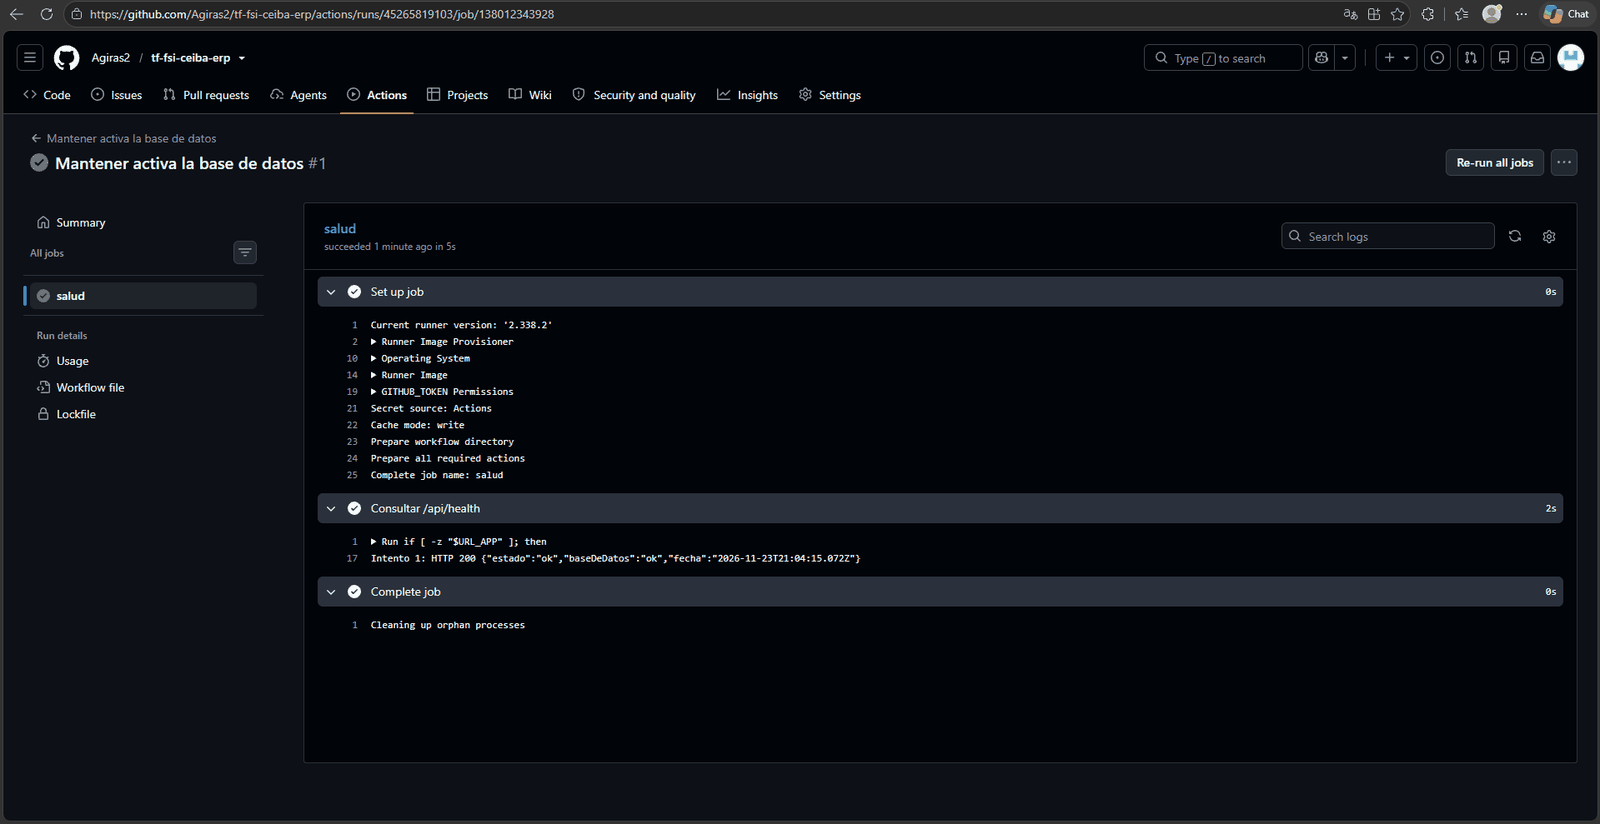 https://github.com/Agiras2/tf-fsi-ceiba-erp/actions/runs/45265819103/job/138012343928
Chat
Agiras2 / tf-fsi-ceiba-erp
Type / to search
Code
Issues
Pull requests
Agents
Actions
Projects
Wiki
Security and quality
Insights
Settings
Mantener activa la base de datos
Mantener activa la base de datos #1
Re-run all jobs
Summary
All jobs
salud
Run details
Usage
Workflow file
Lockfile
salud
succeeded 1 minute ago in 5s
Search logs
Set up job 0s
1 Current runner version: '2.338.2'
2 Runner Image Provisioner
10 Operating System
14 Runner Image
19 GITHUB_TOKEN Permissions
21 Secret source: Actions
22 Cache mode: write
23 Prepare workflow directory
24 Prepare all required actions
25 Complete job name: salud
Consultar /api/health 2s
1 Run if [ -z "$URL_APP" ]; then
17 Intento 1: HTTP 200 {"estado":"ok","baseDeDatos":"ok","fecha":"2026-11-23T21:04:15.072Z"}
Complete job 0s
1 Cleaning up orphan processes